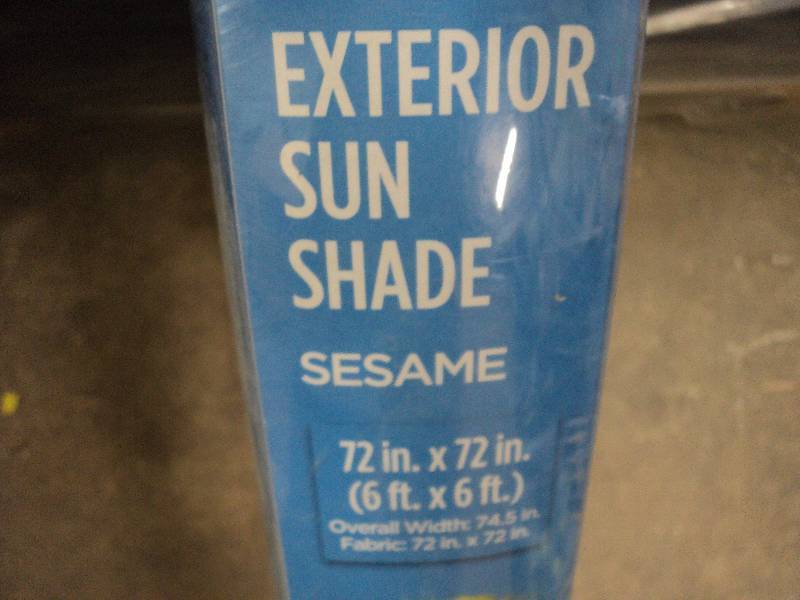 EXTERIOR
SUN
SHADE
SESAME
72 in. x 72 in.
(6 ft. x 6 ft.)
Overall Width: 74.5 in.
Fabric: 72 in. x 72 in.